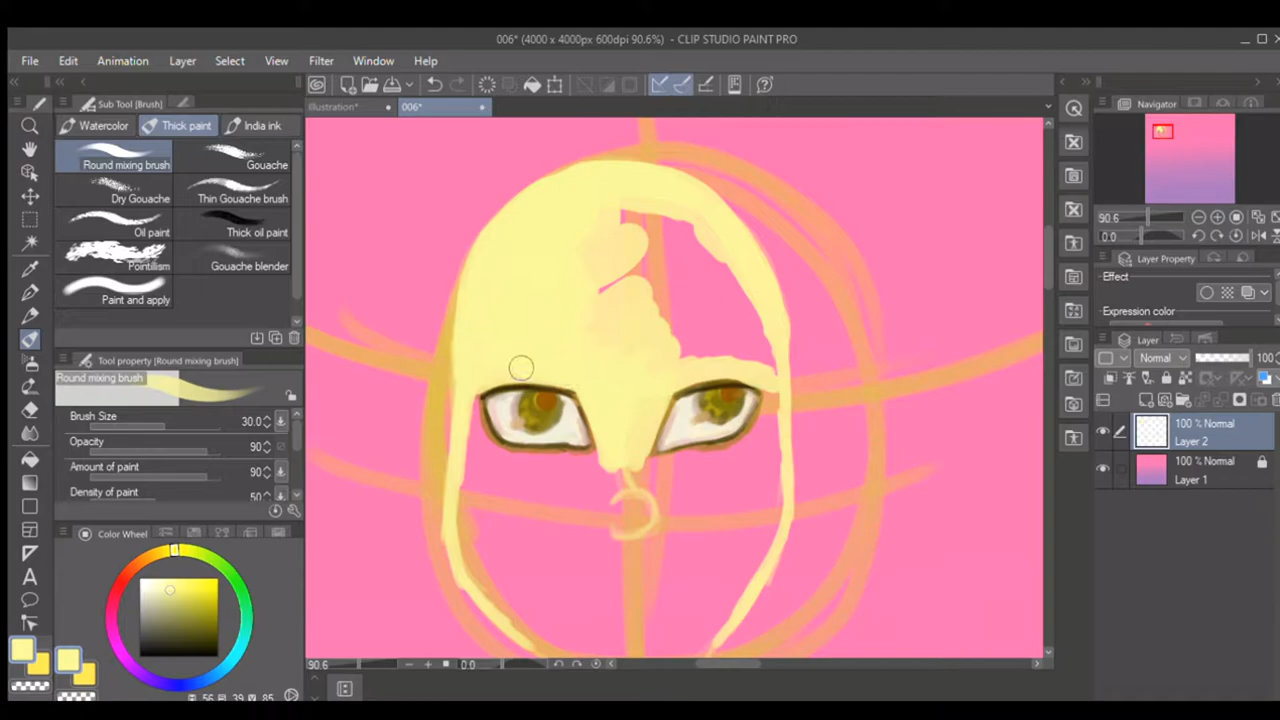 006* (4000 x 4000px 600dpi 90.6%) - CLIP STUDIO PAINT PRO
File Edit Animation Layer Select View Filter Window Help
Sub Tool [Brush]
Illustration* 006*
Navigator
Watercolor Thick paint India ink
Round mixing brush Gouache
Dry Gouache Thin Gouache brush
Oil paint Thick oil paint
Pointillism Gouache blender
Paint and apply
90.6
0.0
Layer Property
Effect
Expression color
Layer
Normal 100
Tool property [Round mixing brush]
Round mixing brush
Brush Size 30.0
Opacity 90
Amount of paint 90
Density of paint 50
100 % Normal
Layer 2
100 % Normal
Layer 1
Color Wheel
A
90.6 0.0
56 39 85